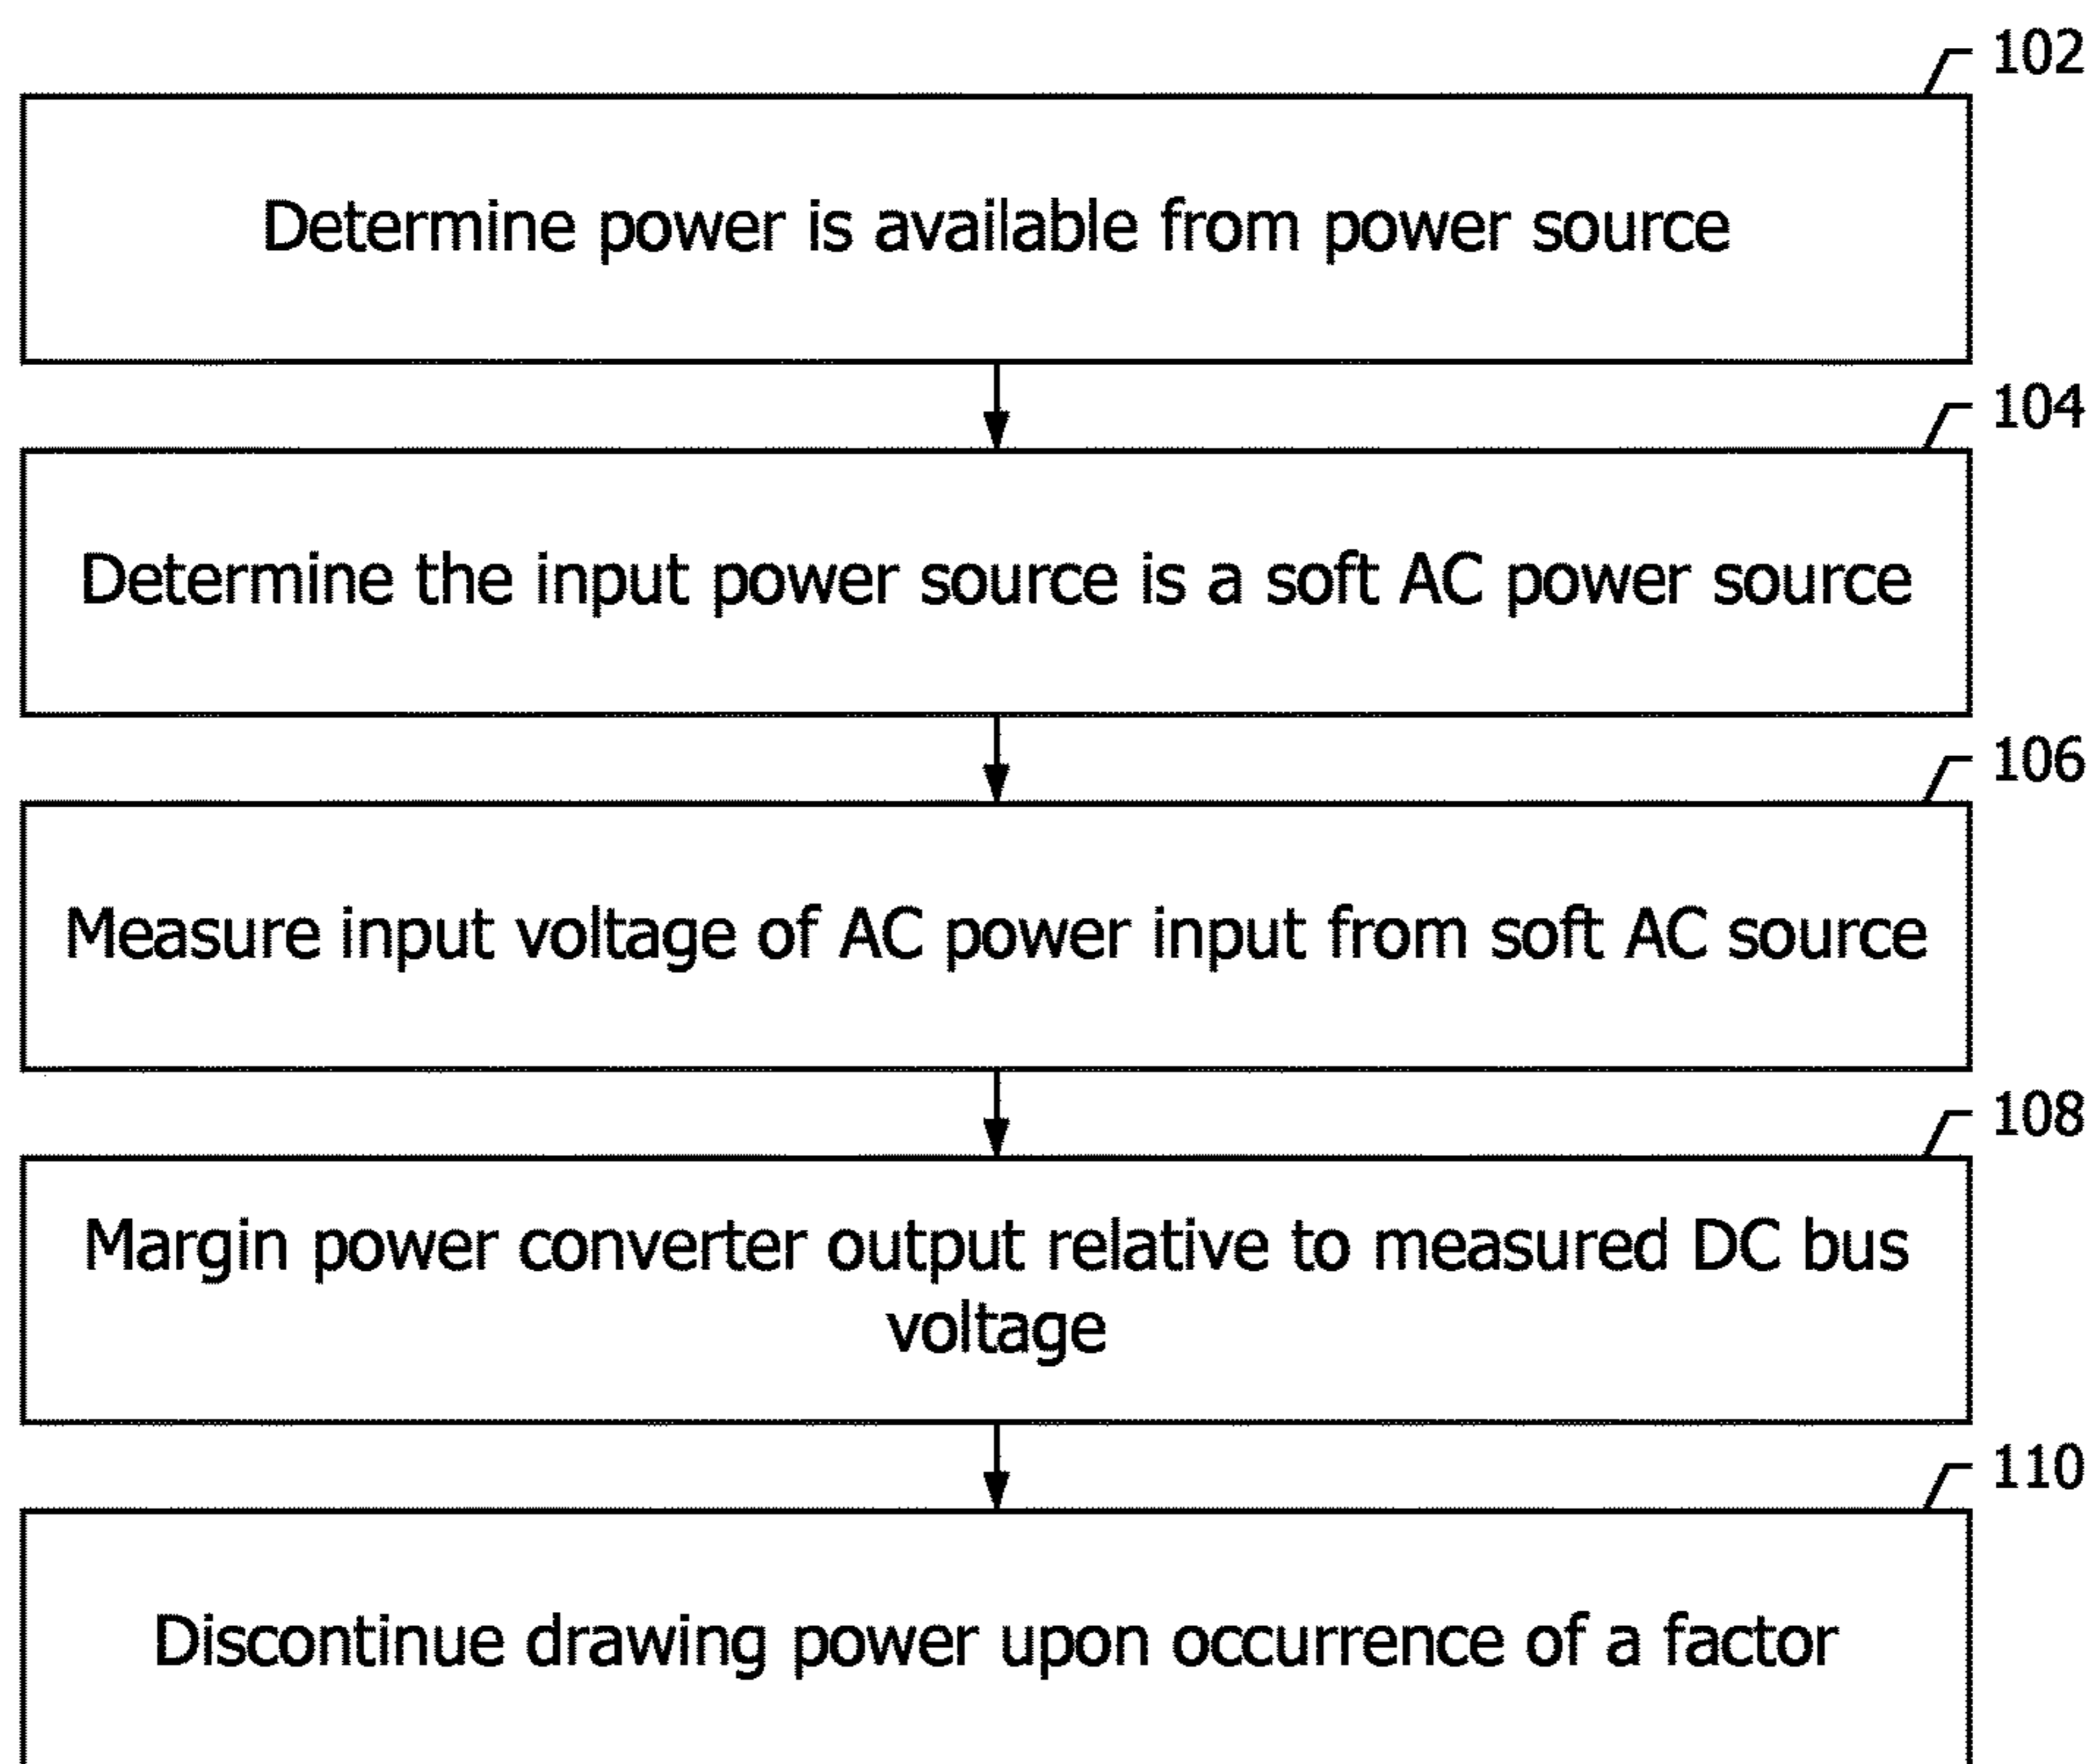 102
Determine power is available from power source
104
Determine the input power source is a soft AC power source
106
Measure input voltage of AC power input from soft AC source
108
Margin power converter output relative to measured DC bus
voltage
110
Discontinue drawing power upon occurrence of a factor